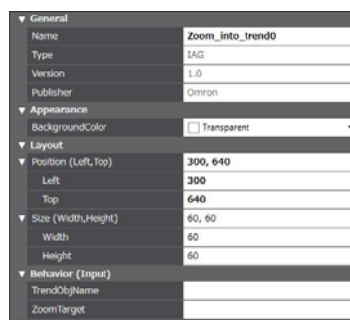 General
Name Zoom_into_trend0
Type IAG
Version 1.0
Publisher Omron
Appearance
BackgroundColor Transparent
Layout
Position (Left,Top) 300, 640
Left 300
Top 640
Size (Width,Height) 60, 60
Width 60
Height 60
Behavior (Input)
TrendObjName
ZoomTarget